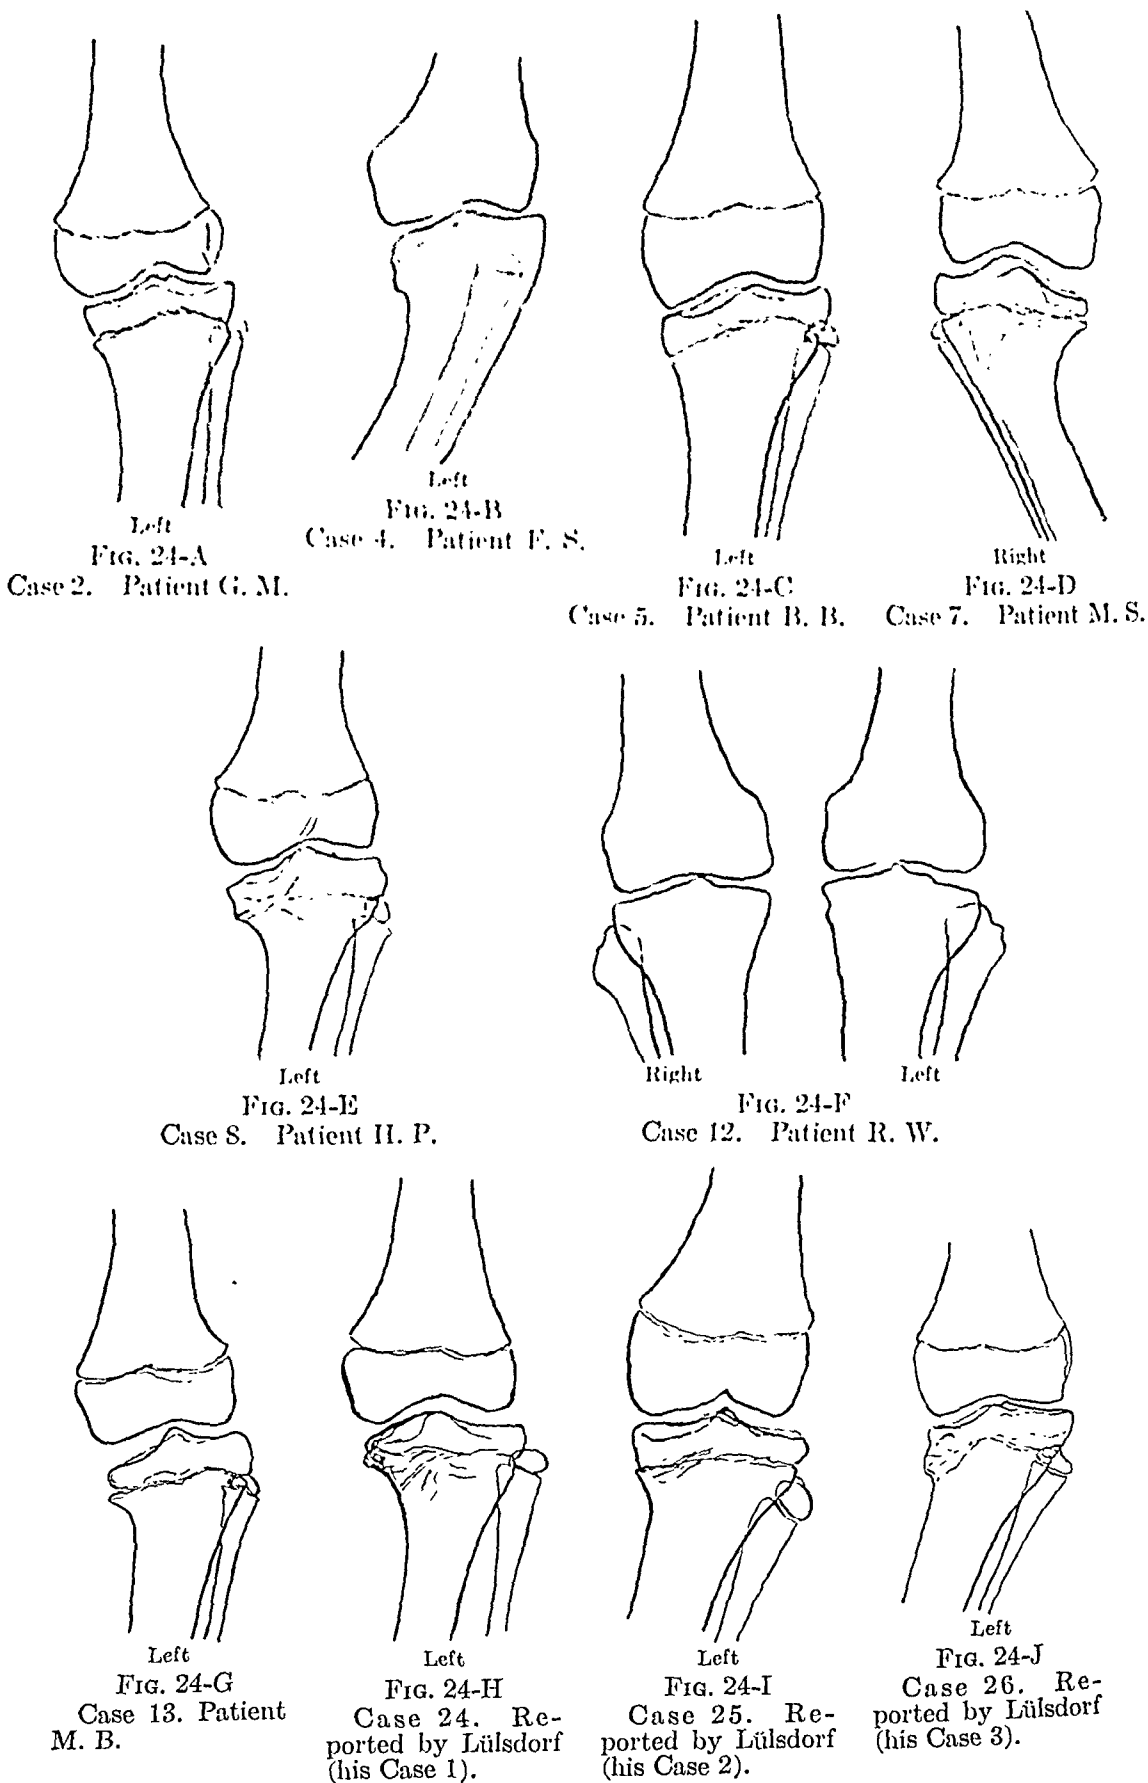 Left
FIG. 24-A
Case 2. Patient G. M.
Left
FIG. 24-B
Case 4. Patient F. S.
Left
FIG. 24-C
Case 5. Patient B. B.
Right
FIG. 24-D
Case 7. Patient M. S.
Left
FIG. 24-E
Case 8. Patient H. P.
Right Left
FIG. 24-F
Case 12. Patient R. W.
Left
FIG. 24-G
Case 13. Patient
M. B.
Left
FIG. 24-H
Case 24. Re-
ported by Lülsdorf
(his Case 1).
Left
FIG. 24-I
Case 25. Re-
ported by Lülsdorf
(his Case 2).
Left
FIG. 24-J
Case 26. Re-
ported by Lülsdorf
(his Case 3).